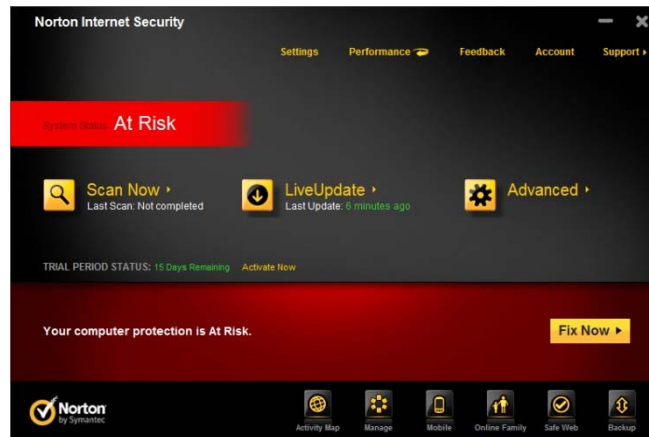 Norton Internet Security
Settings Performance Feedback Account Support
System Status: At Risk
Scan Now
Last Scan: Not completed
LiveUpdate
Last Update: 6 minutes ago
Advanced
TRIAL PERIOD STATUS: 15 Days Remaining Activate Now
Your computer protection is At Risk.
Fix Now
Norton
by Symantec
Activity Map Manage Mobile Online Family Safe Web Backup